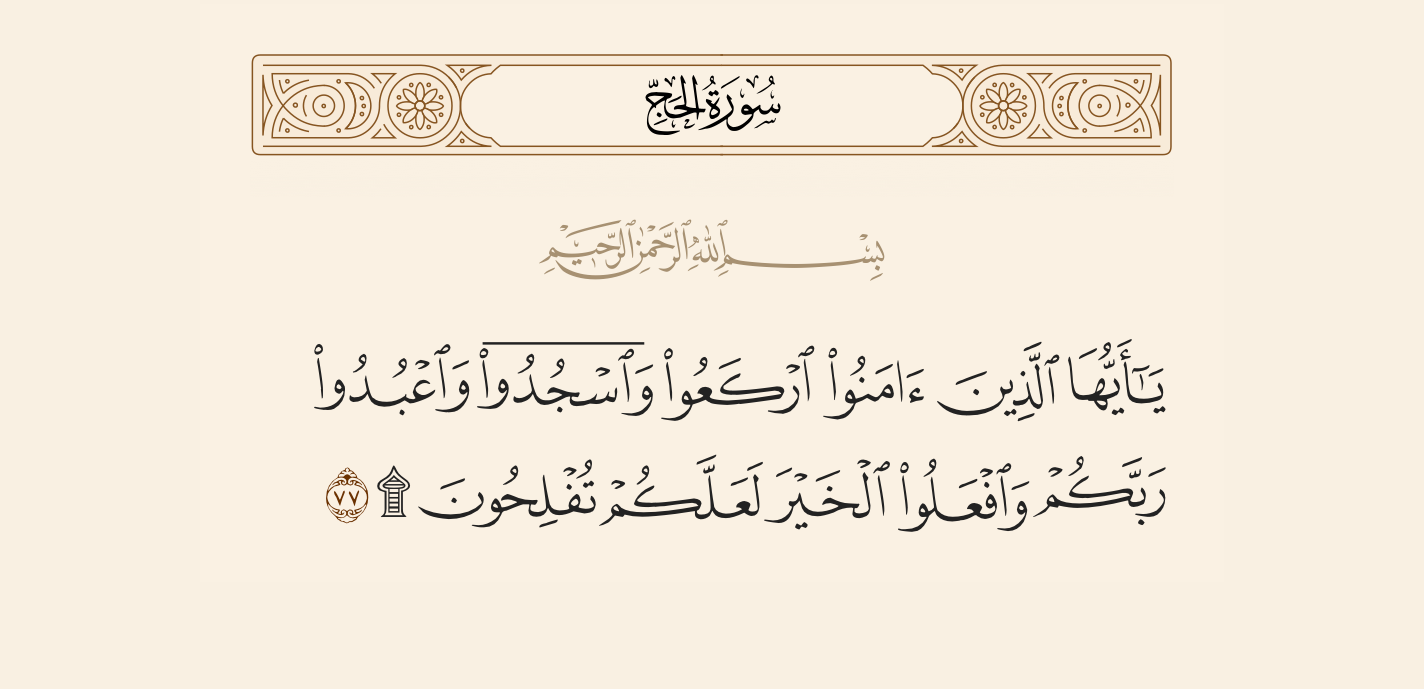 سُورَةُ الحَجِّ
بِسْمِ ٱللَّهِ ٱلرَّحْمَٰنِ ٱلرَّحِيمِ
يَٰٓأَيُّهَا ٱلَّذِينَ ءَامَنُوا۟ ٱرْكَعُوا۟ وَٱسْجُدُوا۟ وَٱعْبُدُوا۟
رَبَّكُمْ وَٱفْعَلُوا۟ ٱلْخَيْرَ لَعَلَّكُمْ تُفْلِحُونَ ۩ ٧٧